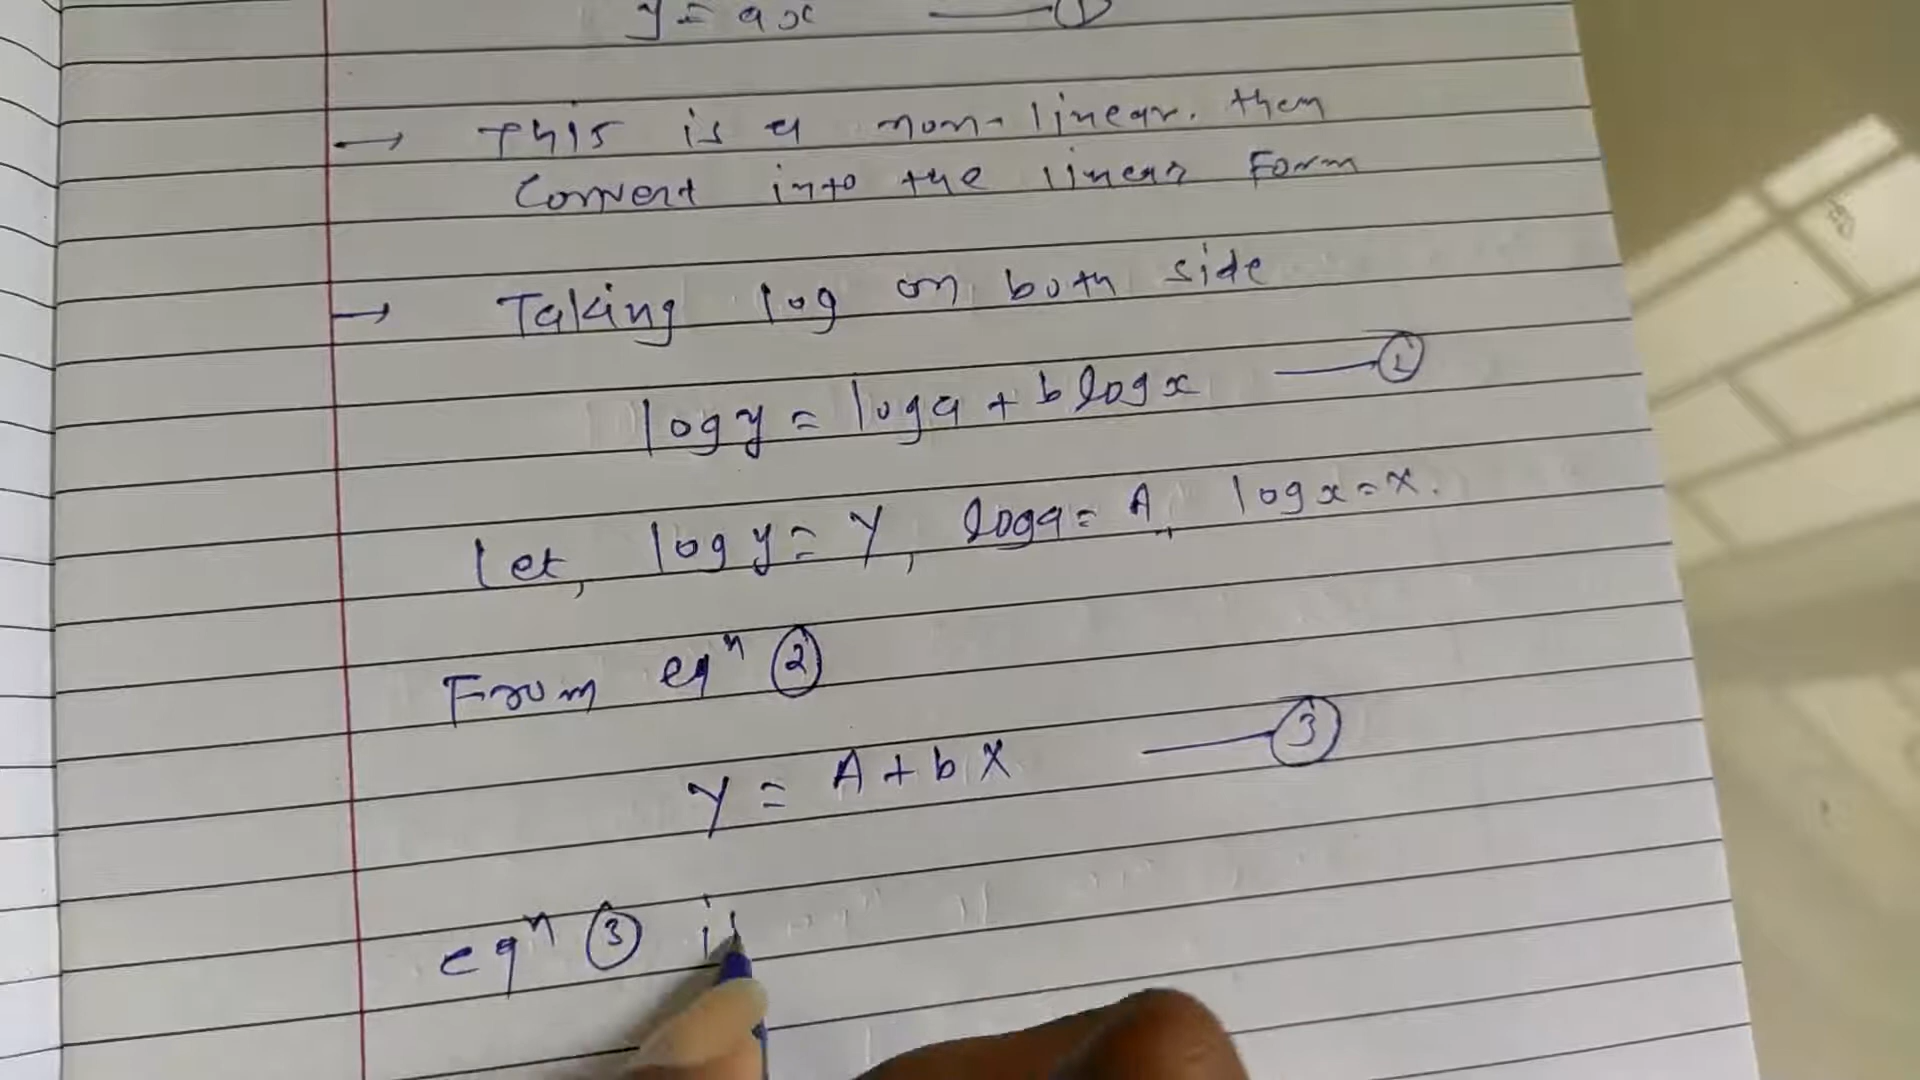 y = ax — ①
→ This is a non-linear. then
Convert into the linear Form
→ Taking log on both side
log y = log a + b log x — ②
Let, log y = Y, log a = A, log x = X.
From eqⁿ ②
Y = A + b X — ③
eqⁿ ③ i